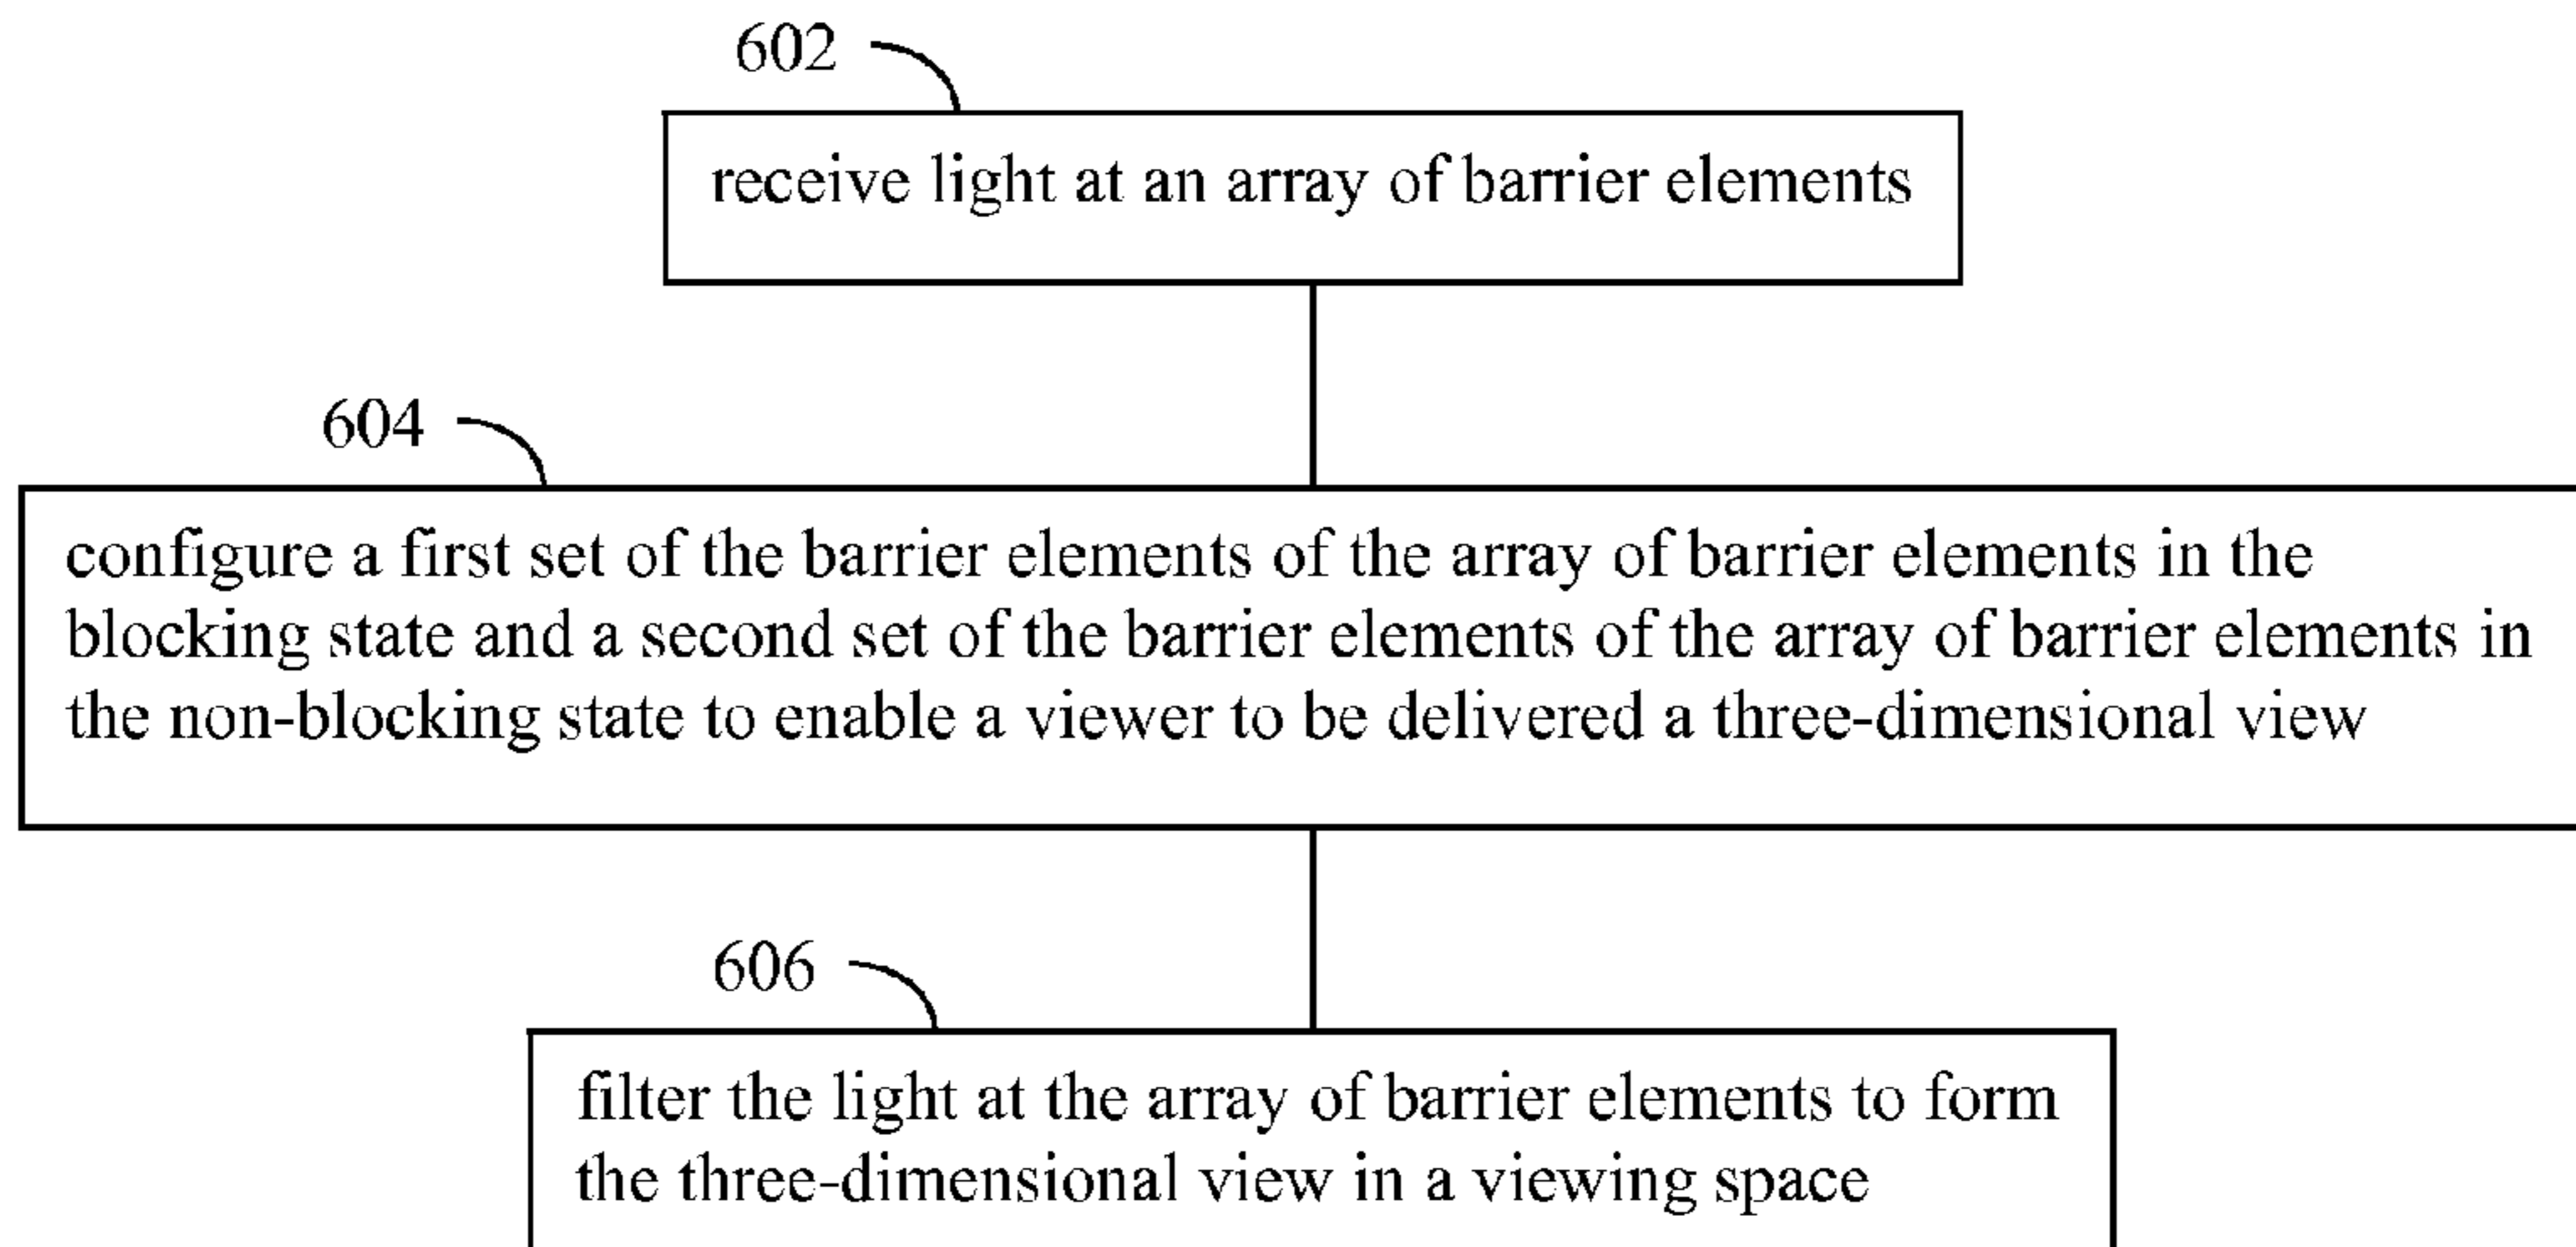 602
receive light at an array of barrier elements
604
configure a first set of the barrier elements of the array of barrier elements in the
blocking state and a second set of the barrier elements of the array of barrier elements in
the non-blocking state to enable a viewer to be delivered a three-dimensional view
606
filter the light at the array of barrier elements to form
the three-dimensional view in a viewing space